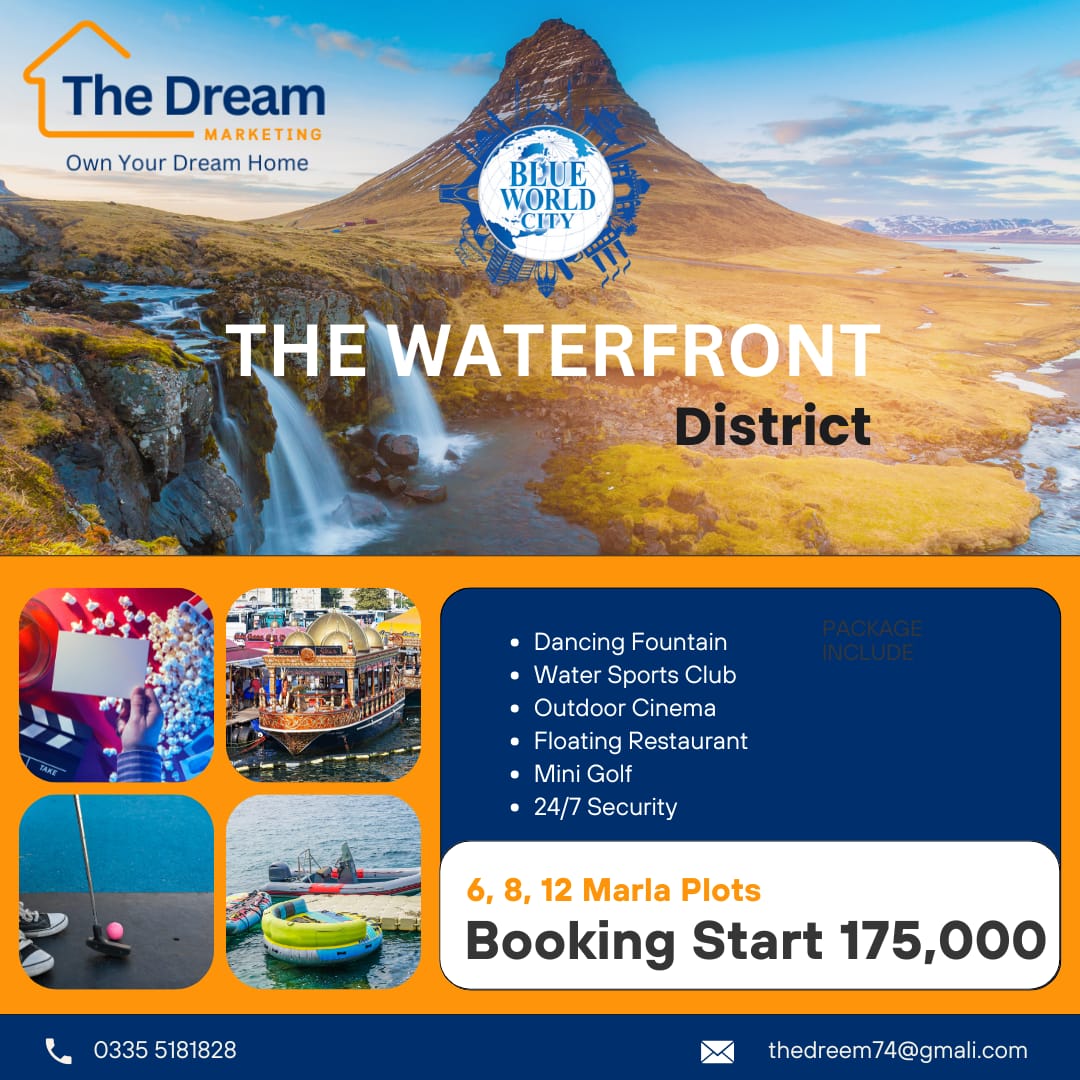 The Dream
MARKETING
Own Your Dream Home
BLUE
WORLD
CITY
THE WATERFRONT
District
PACKAGE
INCLUDE
• Dancing Fountain
• Water Sports Club
• Outdoor Cinema
• Floating Restaurant
• Mini Golf
• 24/7 Security
TAKE
6, 8, 12 Marla Plots
Booking Start 175,000
0335 5181828
thedreem74@gmali.com